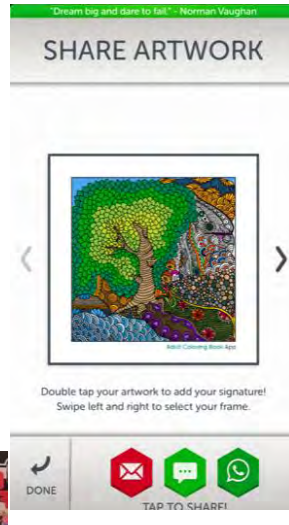 "Dream big and dare to fail." - Norman Vaughan
SHARE ARTWORK
Adult Coloring Book App
Double tap your artwork to add your signature!
Swipe left and right to select your frame.
DONE
TAP TO SHARE!